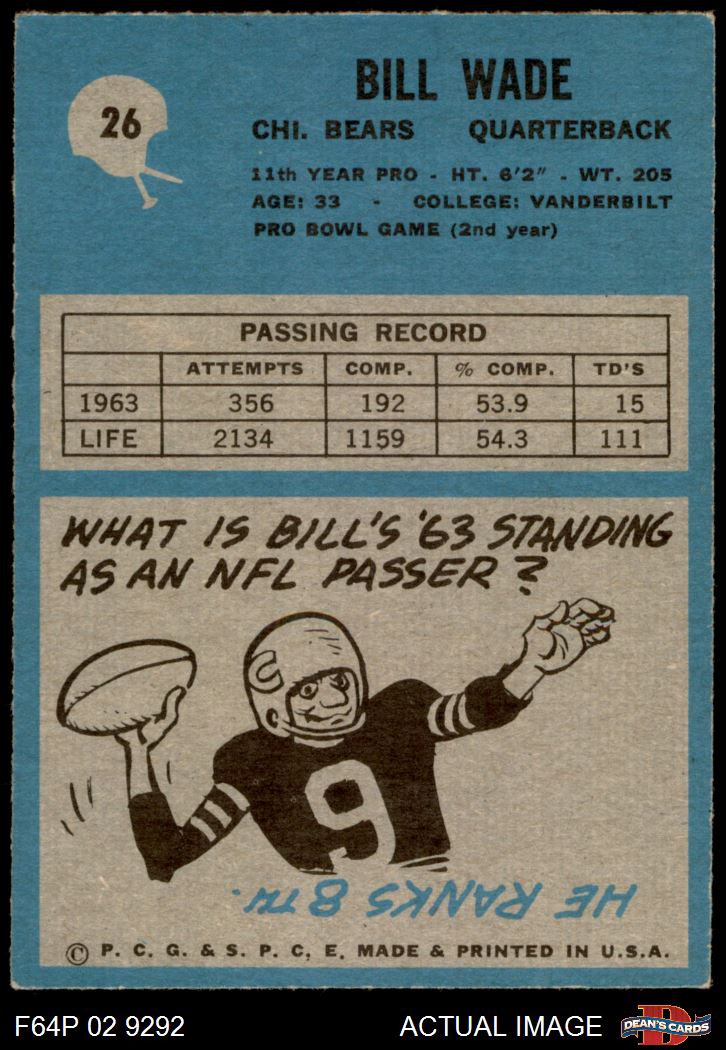 26
BILL WADE
CHI. BEARS QUARTERBACK
11th YEAR PRO - HT. 6'2" - WT. 205
AGE: 33 - COLLEGE: VANDERBILT
PRO BOWL GAME (2nd year)
PASSING RECORD
ATTEMPTS COMP. % COMP. TD'S
1963 356 192 53.9 15
LIFE 2134 1159 54.3 111
WHAT IS BILL'S '63 STANDING
AS AN NFL PASSER?
C
9
HE RANKS 8TH.
© P. C. G. & S. P. C. E. MADE & PRINTED IN U.S.A.
F64P 02 9292 ACTUAL IMAGE D DEAN'S CARDS